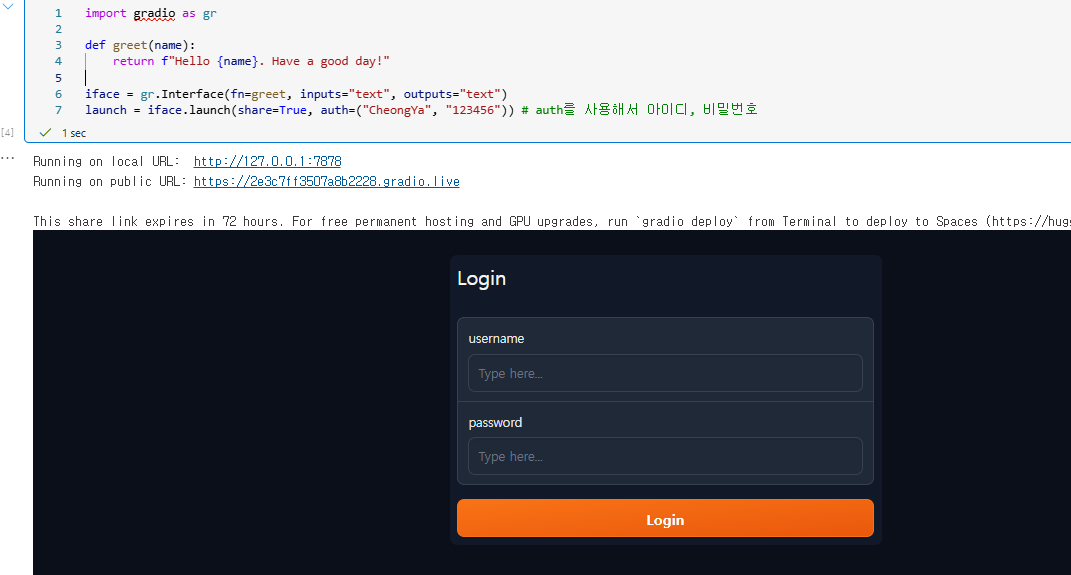 1 import gradio as gr
2
3 def greet(name):
4 return f"Hello {name}. Have a good day!"
5
6 iface = gr.Interface(fn=greet, inputs="text", outputs="text")
7 launch = iface.launch(share=True, auth=("CheongYa", "123456")) # auth를 사용해서 아이디, 비밀번호
[4] 1 sec
Running on local URL: http://127.0.0.1:7878
Running on public URL: https://2e3c7ff3507a8b2228.gradio.live
This share link expires in 72 hours. For free permanent hosting and GPU upgrades, run `gradio deploy` from Terminal to deploy to Spaces (https://hugs
Login
username
Type here...
password
Type here...
Login